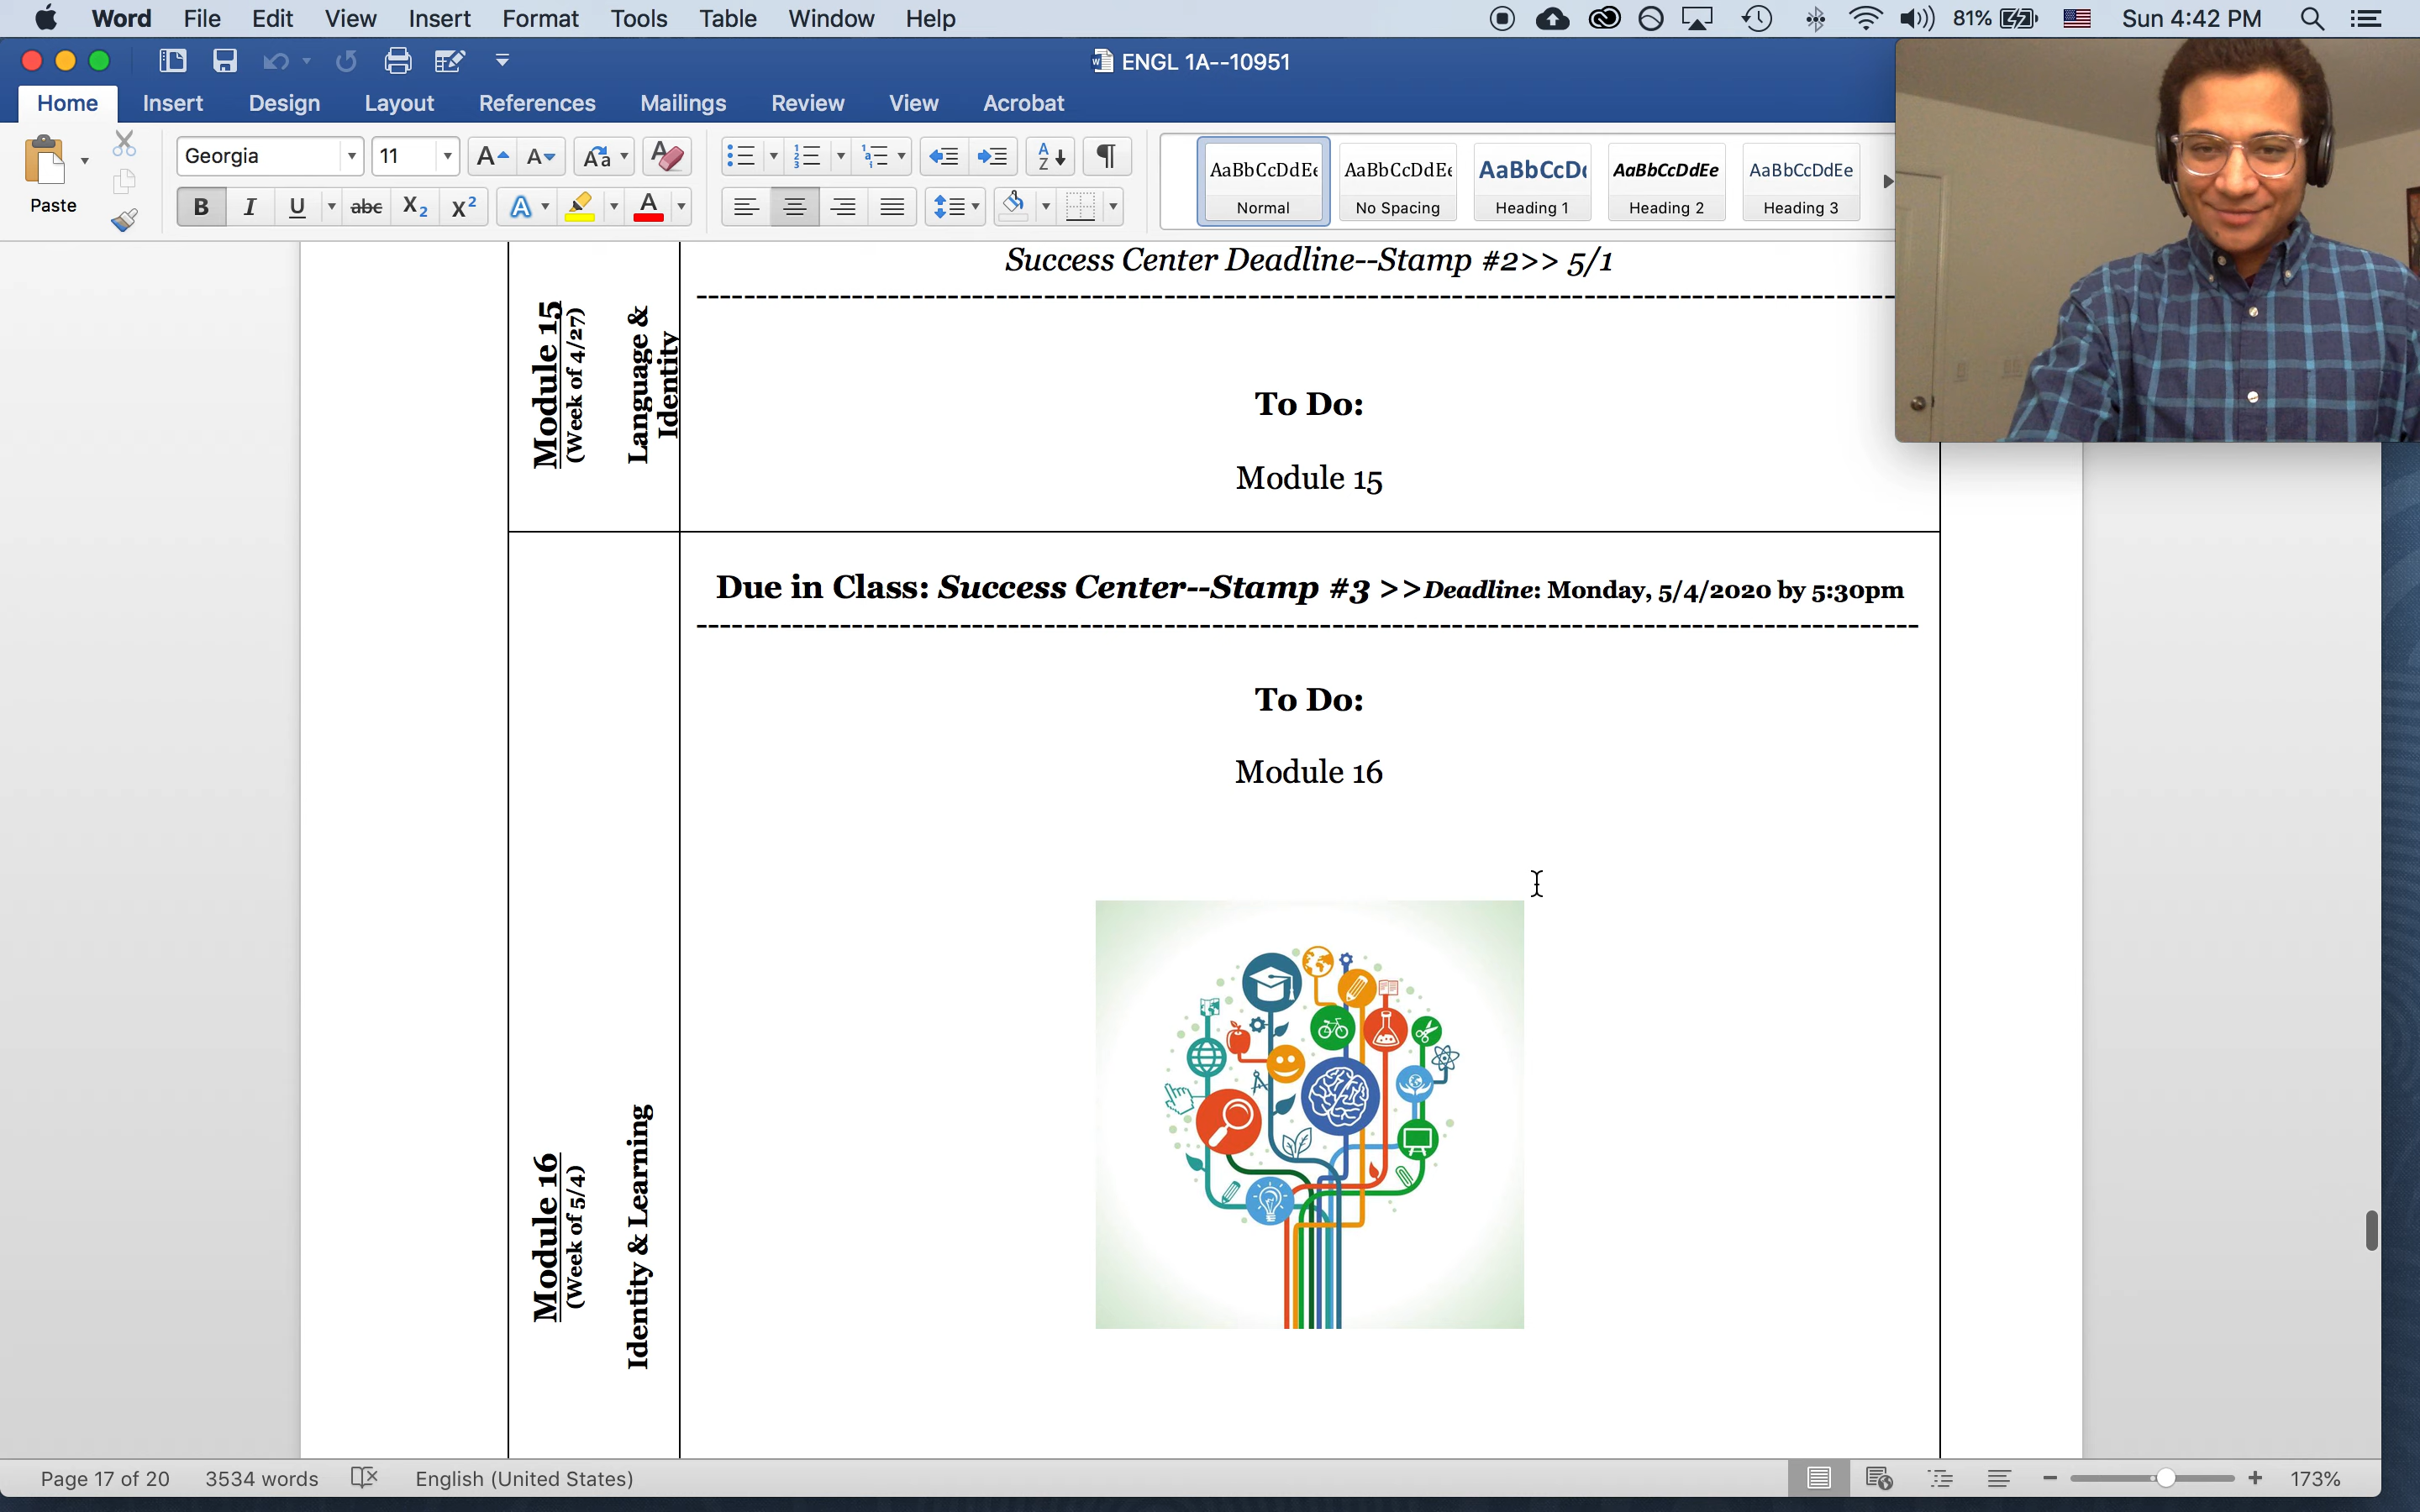 Word File Edit View Insert Format Tools Table Window Help 81% Sun 4:42 PM
ENGL 1A--10951
Home Insert Design Layout References Mailings Review View Acrobat
Paste
Georgia 11
B I U abc X2 X2 A A
AaBbCcDdEe AaBbCcDdEe AaBbCcDd AaBbCcDdEe AaBbCcDdEe
Normal No Spacing Heading 1 Heading 2 Heading 3
Success Center Deadline--Stamp #2>> 5/1
Module 15
(Week of 4/27)
Language &
Identity
To Do:
Module 15
Due in Class: Success Center--Stamp #3 >>Deadline: Monday, 5/4/2020 by 5:30pm
To Do:
Module 16
Module 16
(Week of 5/4)
Identity & Learning
Page 17 of 20 3534 words English (United States) 173%